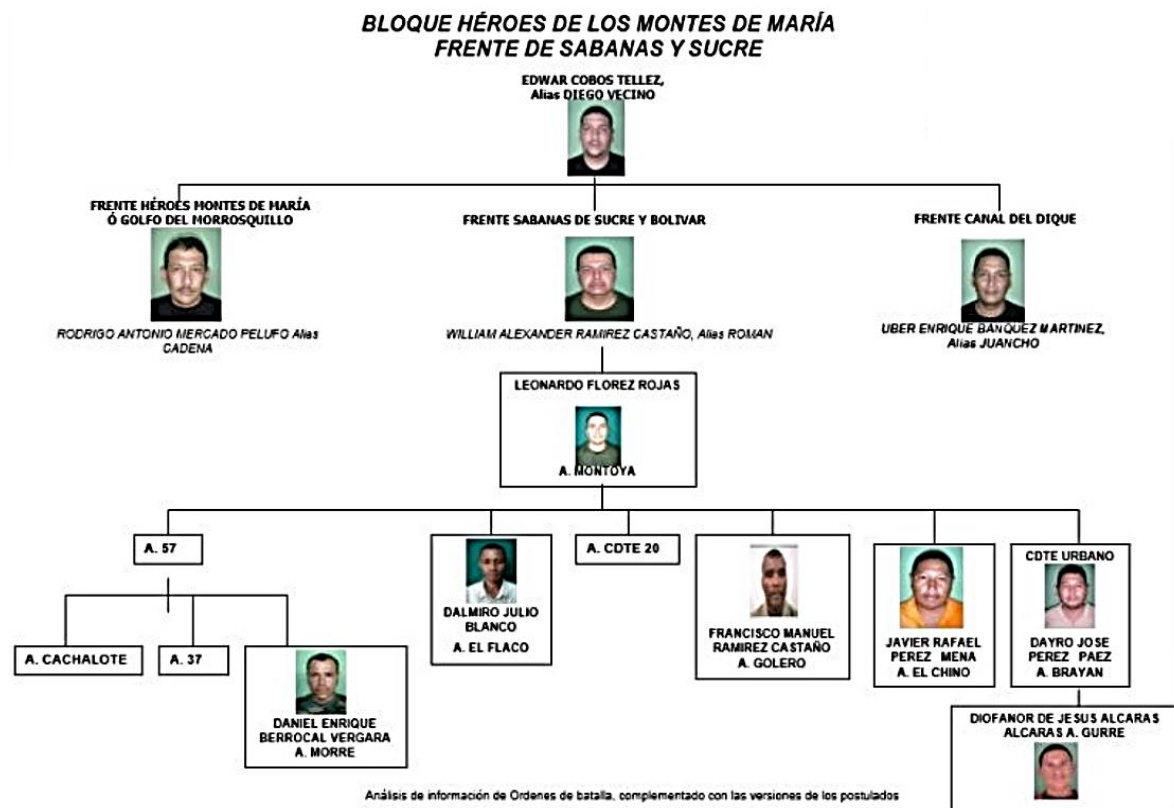 BLOQUE HÉROES DE LOS MONTES DE MARÍA
FRENTE DE SABANAS Y SUCRE
EDWAR COBOS TELLEZ,
Alias DIEGO VECINO
FRENTE HÉROES MONTES DE MARÍA
Ó GOLFO DEL MORROSQUILLO
RODRIGO ANTONIO MERCADO PELUFO Alias
CADENA
FRENTE SABANAS DE SUCRE Y BOLIVAR
WILLIAM ALEXANDER RAMIREZ CASTAÑO, Alias ROMAN
FRENTE CANAL DEL DIQUE
UBER ENRIQUE BANQUEZ MARTINEZ,
Alias JUANCHO
LEONARDO FLOREZ ROJAS
A. MONTOYA
A. 57
A. CACHALOTE
A. 37
DANIEL ENRIQUE
BERROCAL VERGARA
A. MORRE
DALMIRO JULIO
BLANCO
A. EL FLACO
A. CDTE 20
FRANCISCO MANUEL
RAMIREZ CASTAÑO
A. GOLERO
JAVIER RAFAEL
PEREZ MENA
A. EL CHINO
CDTE URBANO
DAYRO JOSE
PEREZ PAEZ
A. BRAYAN
DIOFANOR DE JESUS ALCARAS
ALCARAS A. GURRE
Análisis de información de Ordenes de batalla, complementado con las versiones de los postulados